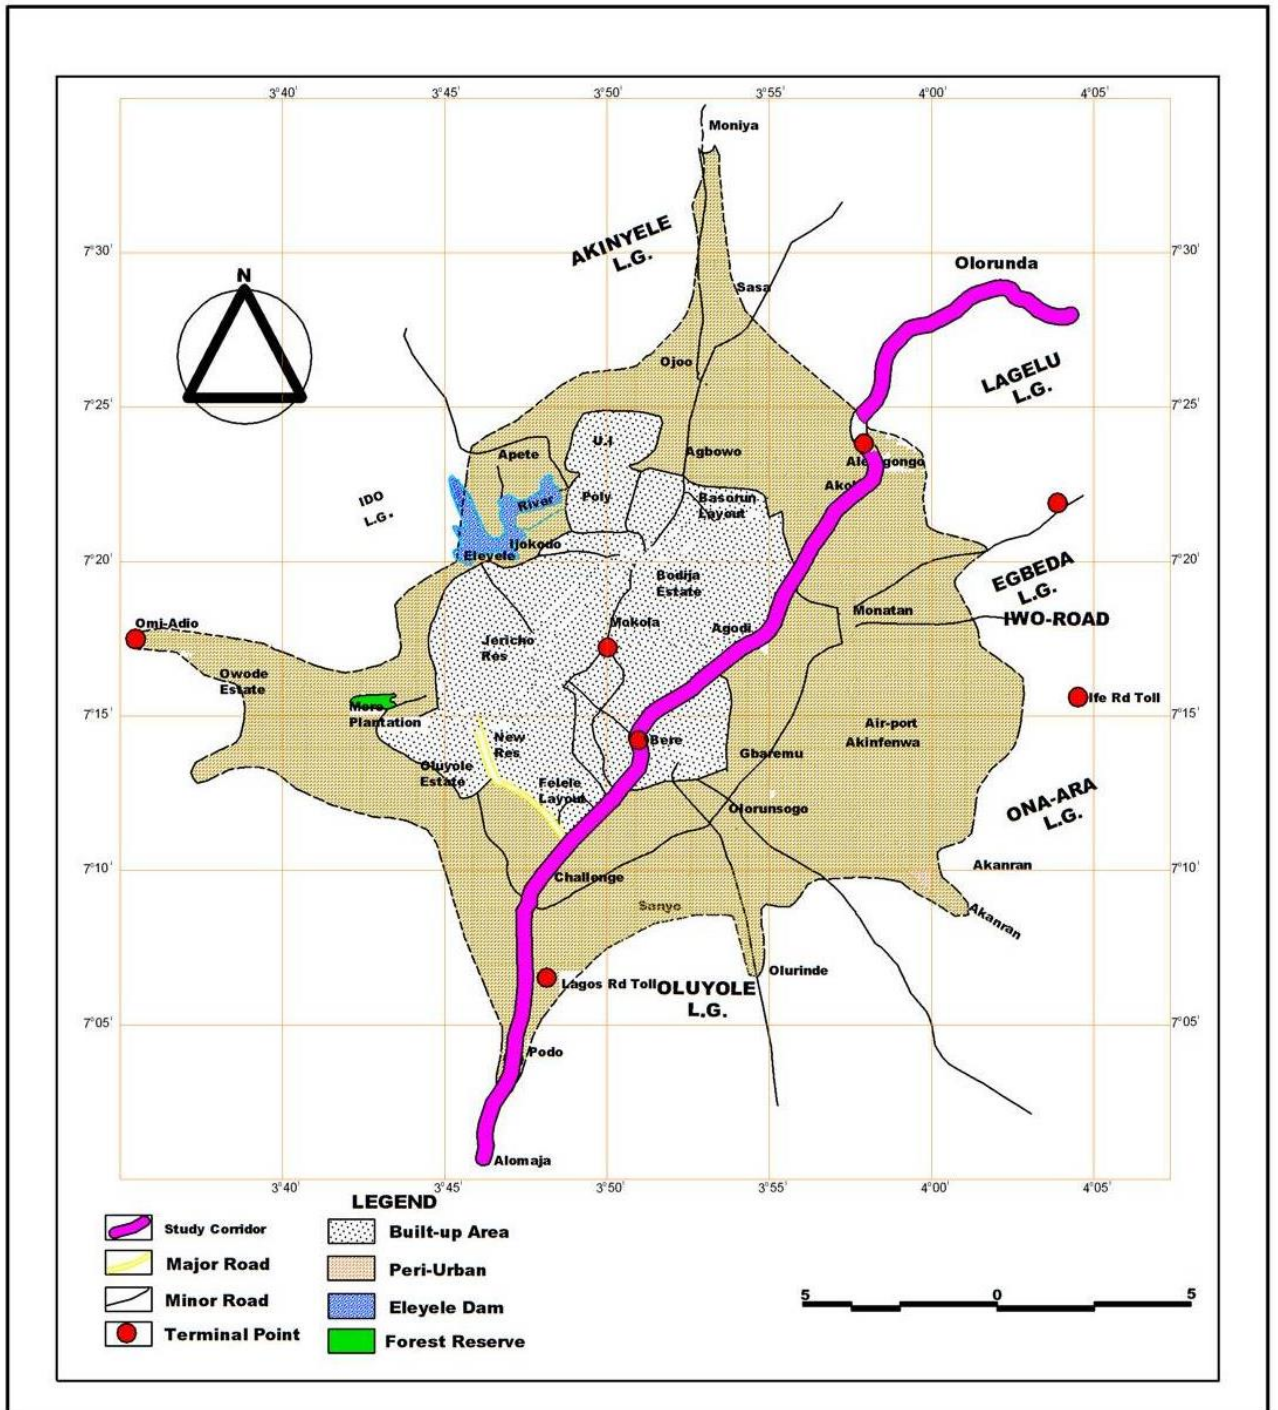 3°40' 3°45' 3°50' 3°55' 4°00' 4°05'
Moniya
AKINYELE
L.G.
7°30' 7°30'
Olorunda
N
Sasa
Ojoo
LAGELU
L.G.
7°25' 7°25'
U.I
Apete
Agbowo
IDO
L.G.
Poly
River
Basorun
Layout
Ijokodo
Eleyele
7°20' 7°20'
Bodija
Estate
EGBEDA
L.G.
Monatan
IWO-ROAD
Omi-Adio
Mokola
Agodi
Jericho
Res
Owode
Estate
Ife Rd Toll
Plantation
7°15' 7°15'
Air-port
Akinfenwa
New
Res
Bere
Gbaremu
Oluyole
Estate
Felele
Layout
Olorunsogo
ONA-ARA
L.G.
7°10' 7°10'
Akanran
Challenge
Sanyo
Akanran
Olurinde
Lagos Rd Toll
OLUYOLE
L.G.
7°05' 7°05'
Podo
Alomaja
3°40' 3°45' 3°50' 3°55' 4°00' 4°05'
LEGEND
Study Corridor
Major Road
Minor Road
Terminal Point
Built-up Area
Peri-Urban
Eleyele Dam
Forest Reserve
5 0 5